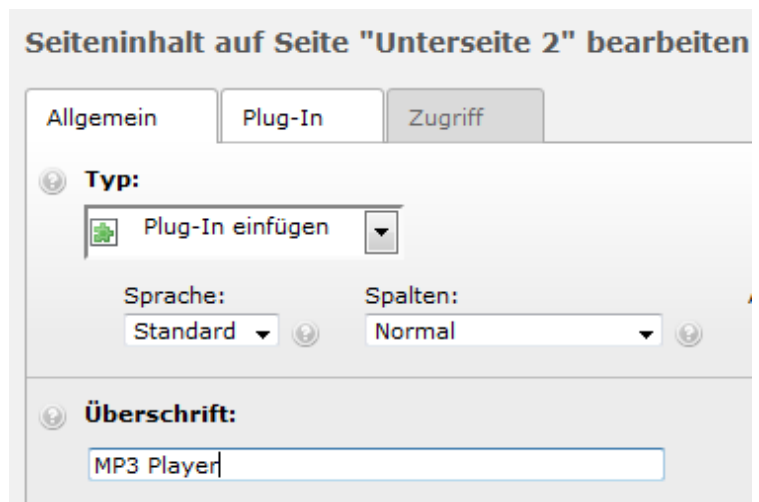 Seiteninhalt auf Seite "Unterseite 2" bearbeiten
Allgemein Plug-In Zugriff
Typ:
Plug-In einfügen
Sprache: Spalten:
Standard Normal
Überschrift:
MP3 Player